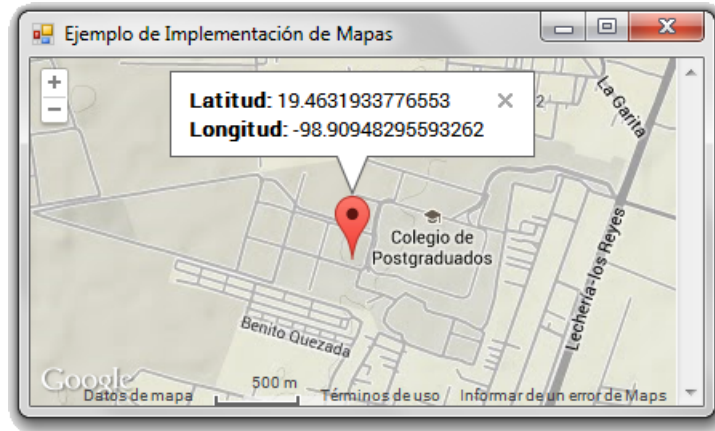 Ejemplo de Implementación de Mapas
Latitud: 19.4631933776553
Longitud: -98.90948295593262
2
La Garita
Colegio de
Postgraduados
Lechería-los Reyes
Benito Quezada
Google
Datos de mapa
500 m
Términos de uso
Informar de un error de Maps